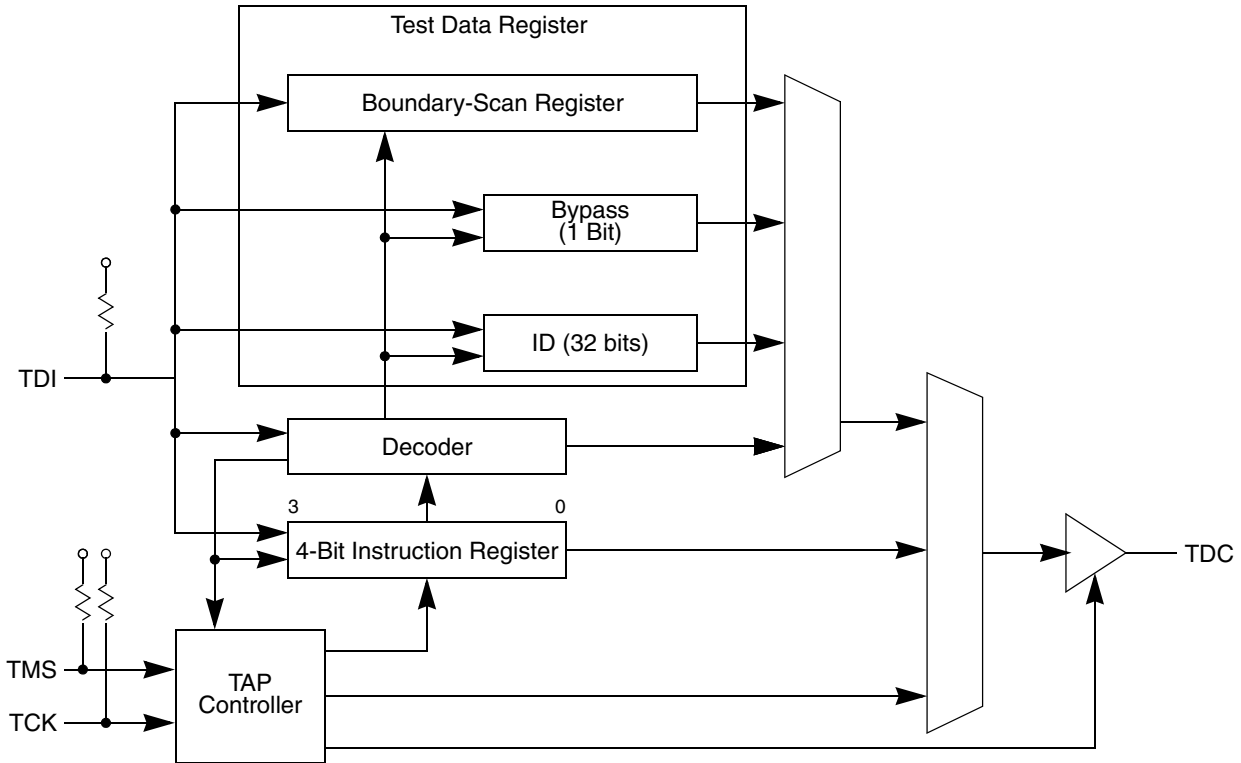 Test Data Register
Boundary-Scan Register
Bypass
(1 Bit)
ID (32 bits)
TDI
Decoder
3
0
4-Bit Instruction Register
TDC
TMS
TAP
Controller
TCK